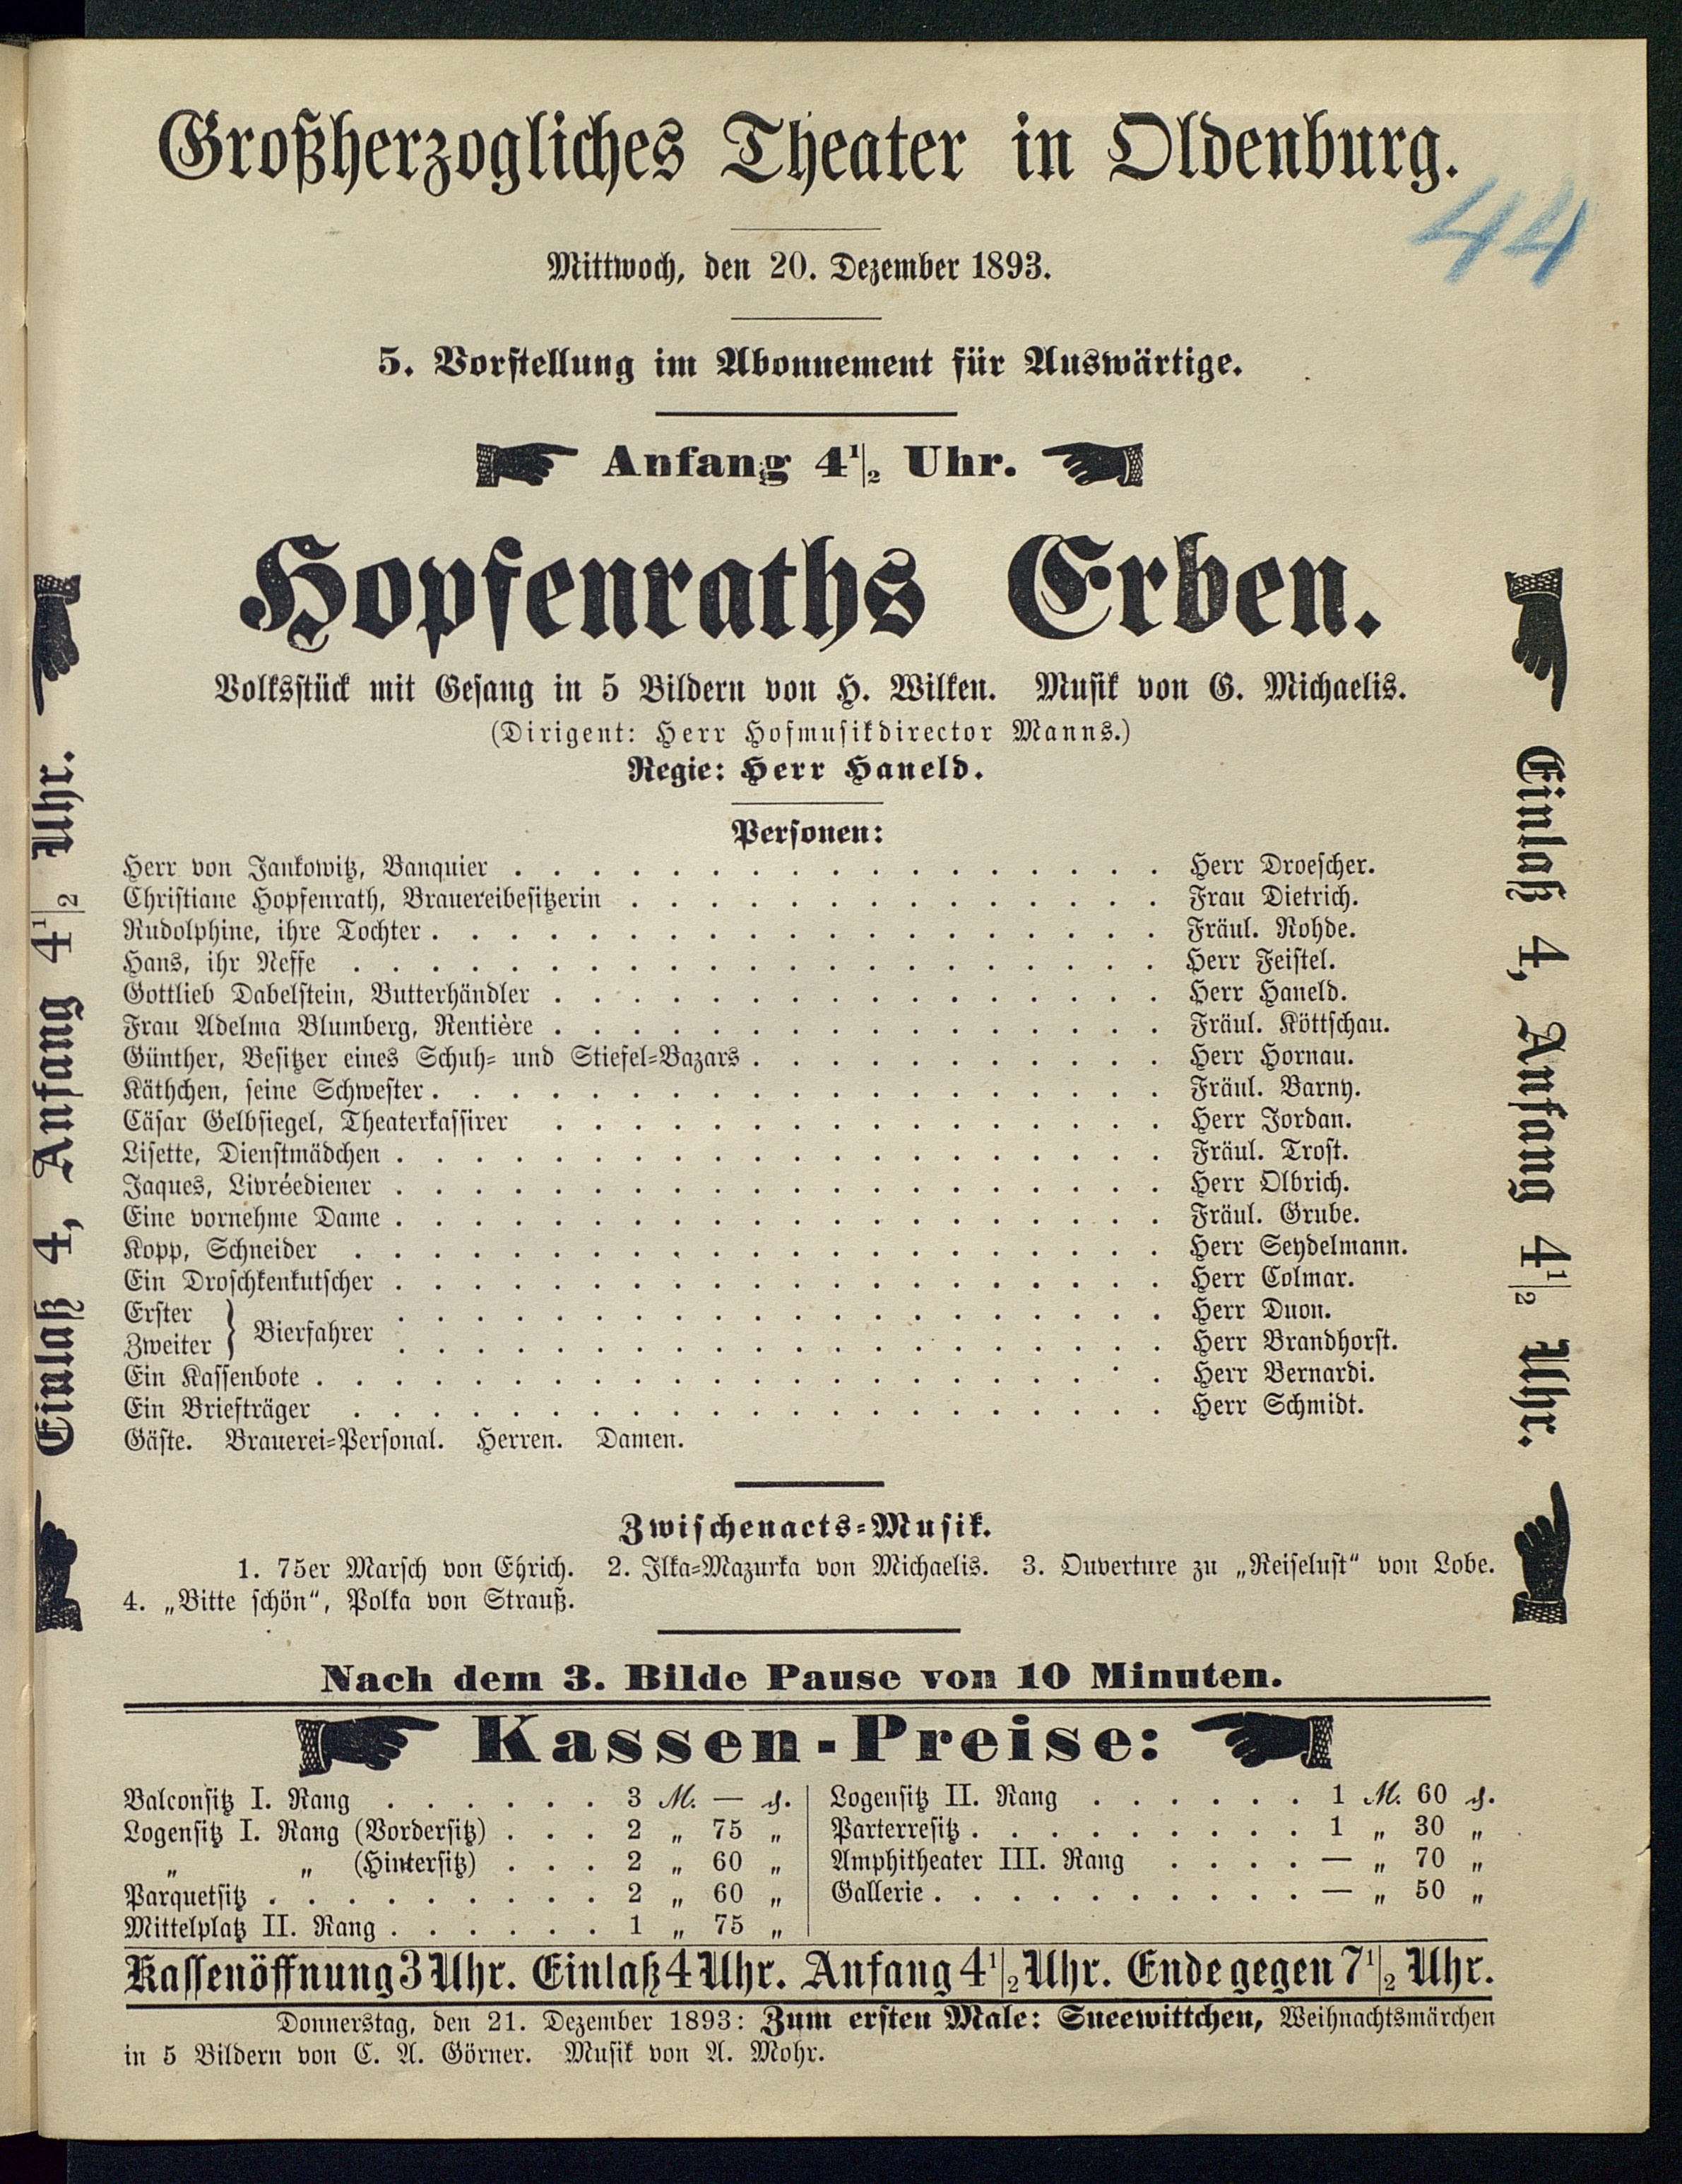 Großherzogliches Theater in Oldenburg.
44
Mittwoch, den 20. Dezember 1893.
5. Vorstellung im Abonnement für Auswärtige.
Anfang 4½ Uhr.
Hopfenraths Erben.
Volksstück mit Gesang in 5 Bildern von H. Wilken. Musik von G. Michaelis.
(Dirigent: Herr Hofmusikdirector Manns.)
Regie: Herr Haneld.
Personen:
Herr von Jankowitz, Banquier . . . . . . . . . . . . . . . . . Herr Droescher.
Christiane Hopfenrath, Brauereibesitzerin . . . . . . . . . . . . . . Frau Dietrich.
Rudolphine, ihre Tochter . . . . . . . . . . . . . . . . . . . Fräul. Rohde.
Hans, ihr Neffe . . . . . . . . . . . . . . . . . . . . . Herr Feistel.
Gottlieb Dabelstein, Butterhändler . . . . . . . . . . . . . . . . Herr Haneld.
Frau Adelma Blumberg, Rentière . . . . . . . . . . . . . . . . Fräul. Köttschau.
Günther, Besitzer eines Schuh- und Stiefel-Bazars . . . . . . . . . . . Herr Hornau.
Käthchen, seine Schwester . . . . . . . . . . . . . . . . . . . Fräul. Barny.
Cäsar Gelbsiegel, Theaterkassirer . . . . . . . . . . . . . . . . Herr Jordan.
Lisette, Dienstmädchen . . . . . . . . . . . . . . . . . . . . Fräul. Trost.
Jaques, Livréediener . . . . . . . . . . . . . . . . . . . . Herr Olbrich.
Eine vornehme Dame . . . . . . . . . . . . . . . . . . . . Fräul. Grube.
Kopp, Schneider . . . . . . . . . . . . . . . . . . . . . Herr Seydelmann.
Ein Droschkenkutscher . . . . . . . . . . . . . . . . . . . . Herr Colmar.
Erster } Bierfahrer . . . . . . . . . . . . . . . . . . . . Herr Duon.
Zweiter } . . . . . . . . . . . . . . . . . . . . Herr Brandhorst.
Ein Kassenbote . . . . . . . . . . . . . . . . . . . . . . Herr Bernardi.
Ein Briefträger . . . . . . . . . . . . . . . . . . . . . Herr Schmidt.
Gäste. Brauerei-Personal. Herren. Damen.
Zwischenacts-Musik.
1. 75er Marsch von Ehrich. 2. Ilka-Mazurka von Michaelis. 3. Ouverture zu „Reiselust“ von Lobe.
4. „Bitte schön“, Polka von Strauß.
Nach dem 3. Bilde Pause von 10 Minuten.
Kassen-Preise:
Balconsitz I. Rang . . . . . . 3 M. — ₰.
Logensitz I. Rang (Vordersitz) . . . 2 „ 75 „
„ „ (Hintersitz) . . . 2 „ 60 „
Parquetsitz . . . . . . . . . 2 „ 60 „
Mittelplatz II. Rang . . . . . . 1 „ 75 „
Logensitz II. Rang . . . . . . 1 M. 60 ₰.
Parterresitz . . . . . . . . . 1 „ 30 „
Amphitheater III. Rang . . . . — „ 70 „
Gallerie . . . . . . . . . . — „ 50 „
Kassenöffnung 3 Uhr. Einlaß 4 Uhr. Anfang 4½ Uhr. Ende gegen 7½ Uhr.
Donnerstag, den 21. Dezember 1893: Zum ersten Male: Sneewittchen, Weihnachtsmärchen
in 5 Bildern von C. A. Görner. Musik von A. Mohr.
Einlaß 4, Anfang 4½ Uhr.
Einlaß 4, Anfang 4½ Uhr.